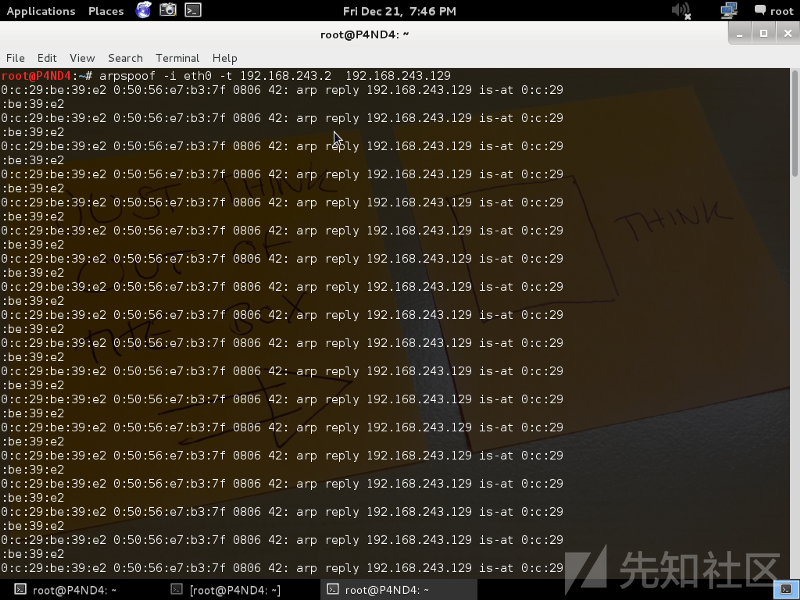 Applications Places Fri Dec 21, 7:46 PM root
root@P4ND4: ~
File Edit View Search Terminal Help
root@P4ND4:~# arpspoof -i eth0 -t 192.168.243.2  192.168.243.129
0:c:29:be:39:e2 0:50:56:e7:b3:7f 0806 42: arp reply 192.168.243.129 is-at 0:c:29
:be:39:e2
0:c:29:be:39:e2 0:50:56:e7:b3:7f 0806 42: arp reply 192.168.243.129 is-at 0:c:29
:be:39:e2
0:c:29:be:39:e2 0:50:56:e7:b3:7f 0806 42: arp reply 192.168.243.129 is-at 0:c:29
:be:39:e2
0:c:29:be:39:e2 0:50:56:e7:b3:7f 0806 42: arp reply 192.168.243.129 is-at 0:c:29
:be:39:e2
0:c:29:be:39:e2 0:50:56:e7:b3:7f 0806 42: arp reply 192.168.243.129 is-at 0:c:29
:be:39:e2
0:c:29:be:39:e2 0:50:56:e7:b3:7f 0806 42: arp reply 192.168.243.129 is-at 0:c:29
:be:39:e2
0:c:29:be:39:e2 0:50:56:e7:b3:7f 0806 42: arp reply 192.168.243.129 is-at 0:c:29
:be:39:e2
0:c:29:be:39:e2 0:50:56:e7:b3:7f 0806 42: arp reply 192.168.243.129 is-at 0:c:29
:be:39:e2
0:c:29:be:39:e2 0:50:56:e7:b3:7f 0806 42: arp reply 192.168.243.129 is-at 0:c:29
:be:39:e2
0:c:29:be:39:e2 0:50:56:e7:b3:7f 0806 42: arp reply 192.168.243.129 is-at 0:c:29
:be:39:e2
0:c:29:be:39:e2 0:50:56:e7:b3:7f 0806 42: arp reply 192.168.243.129 is-at 0:c:29
:be:39:e2
0:c:29:be:39:e2 0:50:56:e7:b3:7f 0806 42: arp reply 192.168.243.129 is-at 0:c:29
:be:39:e2
0:c:29:be:39:e2 0:50:56:e7:b3:7f 0806 42: arp reply 192.168.243.129 is-at 0:c:29
:be:39:e2
0:c:29:be:39:e2 0:50:56:e7:b3:7f 0806 42: arp reply 192.168.243.129 is-at 0:c:29
:be:39:e2
0:c:29:be:39:e2 0:50:56:e7:b3:7f 0806 42: arp reply 192.168.243.129 is-at 0:c:29
:be:39:e2
0:c:29:be:39:e2 0:50:56:e7:b3:7f 0806 42: arp reply 192.168.243.129 is-at 0:c:29
:be:39:e2
0:c:29:be:39:e2 0:50:56:e7:b3:7f 0806 42: arp reply 192.168.243.129 is-at 0:c:29
:be:39:e2
0:c:29:be:39:e2 0:50:56:e7:b3:7f 0806 42: arp reply 192.168.243.129 is-at 0:c:29
JUST THINK
OUT OF
THE BOX
THINK
先知社区
root@P4ND4: ~ [root@P4ND4: ~] root@P4ND4: ~